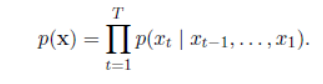 p(x) = ∏_{t=1}^{T} p(x_t | x_{t−1}, . . . , x_1).